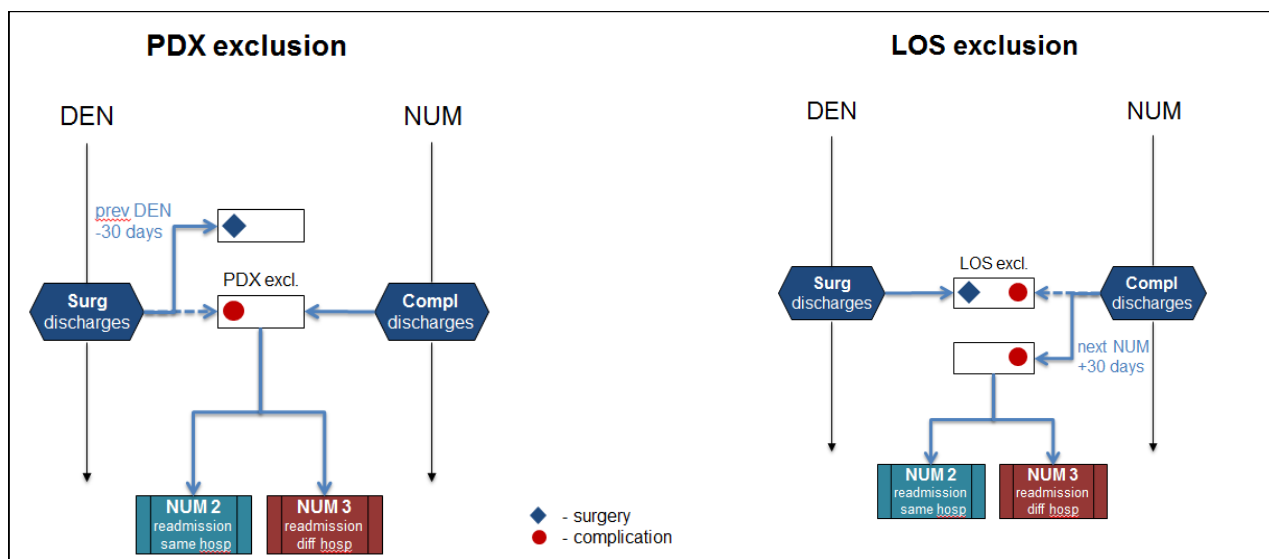 PDX exclusion
DEN
NUM
prev DEN
-30 days
PDX excl.
Surg
discharges
Compl
discharges
NUM 2
readmission
same hosp
NUM 3
readmission
diff hosp
LOS exclusion
DEN
NUM
LOS excl.
Surg
discharges
Compl
discharges
next NUM
+30 days
NUM 2
readmission
same hosp
NUM 3
readmission
diff hosp
- surgery
- complication